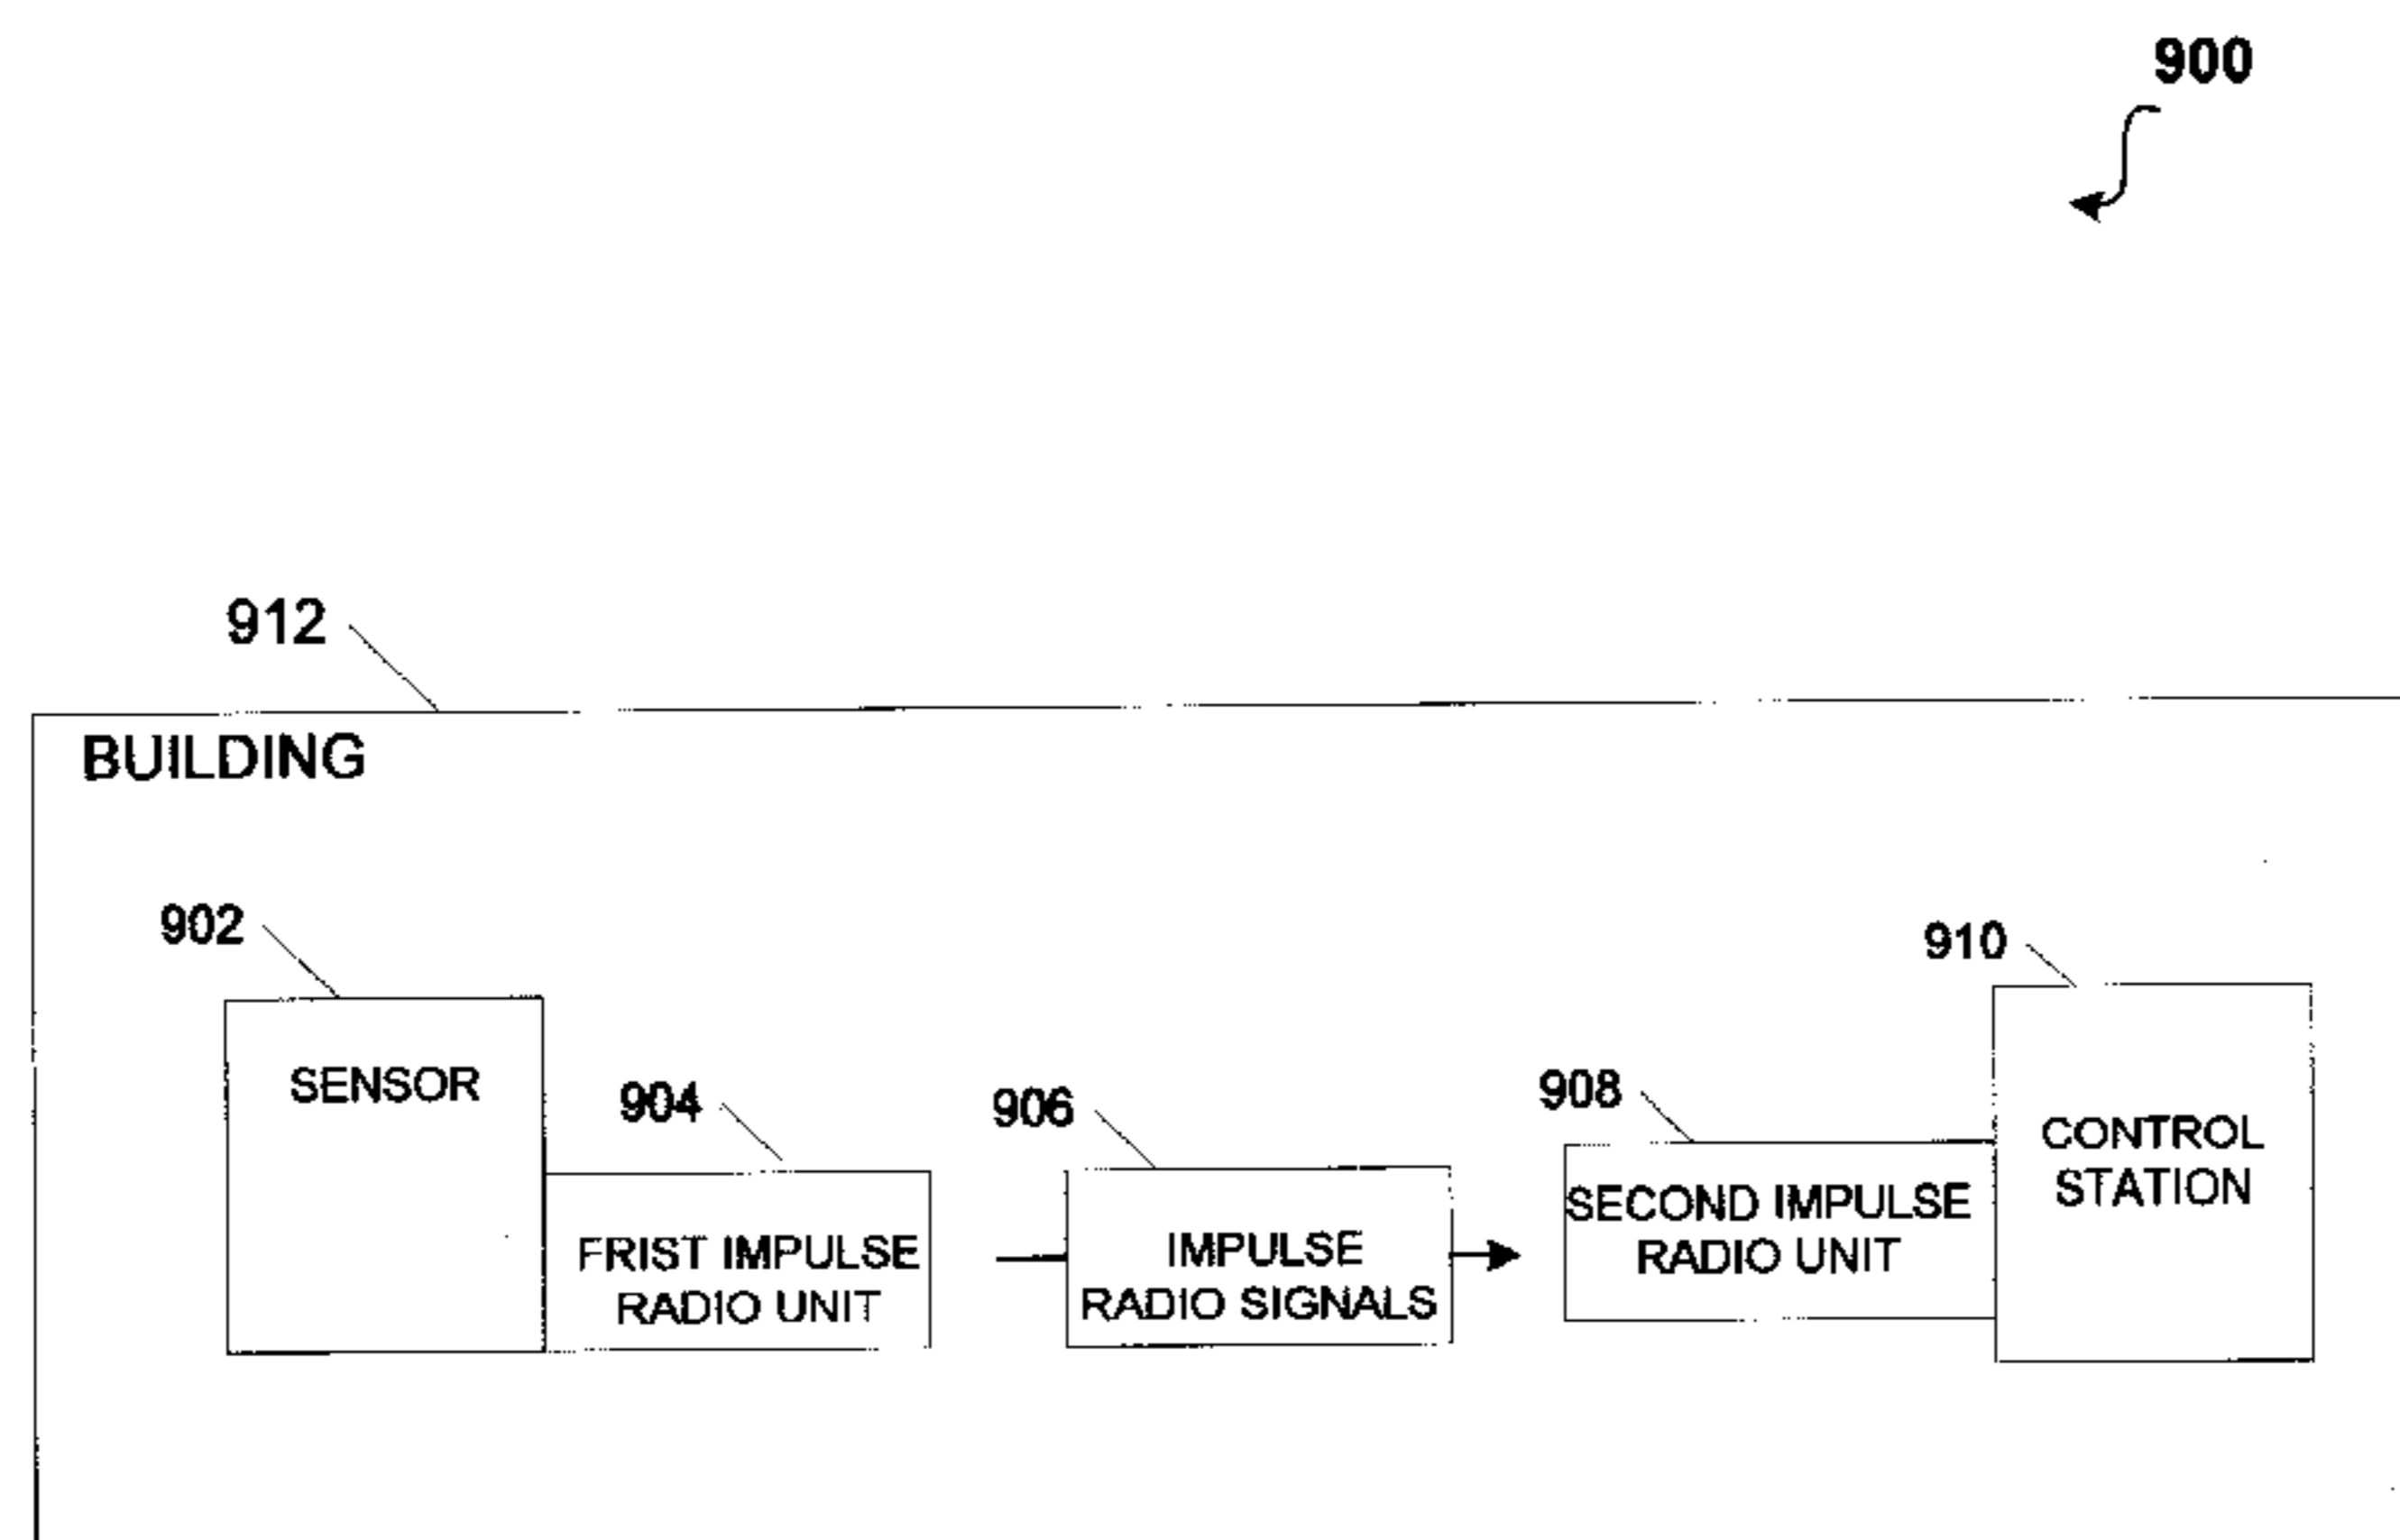 900
912
BUILDING
902
910
SENSOR
904
906
908
CONTROL
STATION
FRIST IMPULSE
RADIO UNIT
IMPULSE
RADIO SIGNALS
SECOND IMPULSE
RADIO UNIT